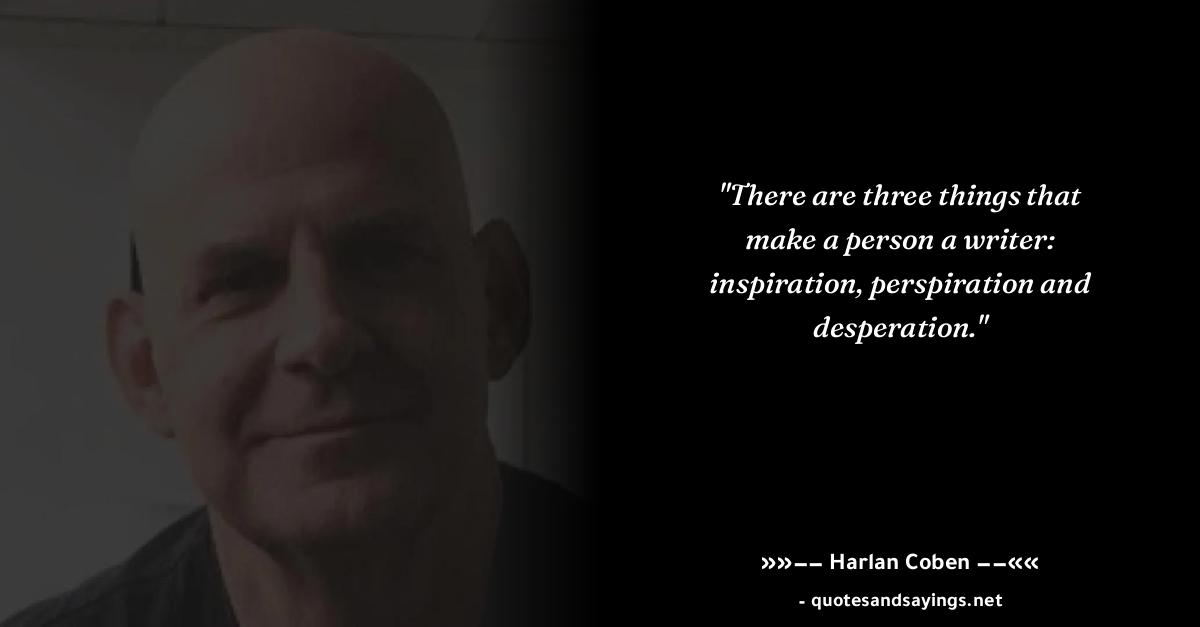 "There are three things that
make a person a writer:
inspiration, perspiration and
desperation."
»»–– Harlan Coben ––««
- quotesandsayings.net